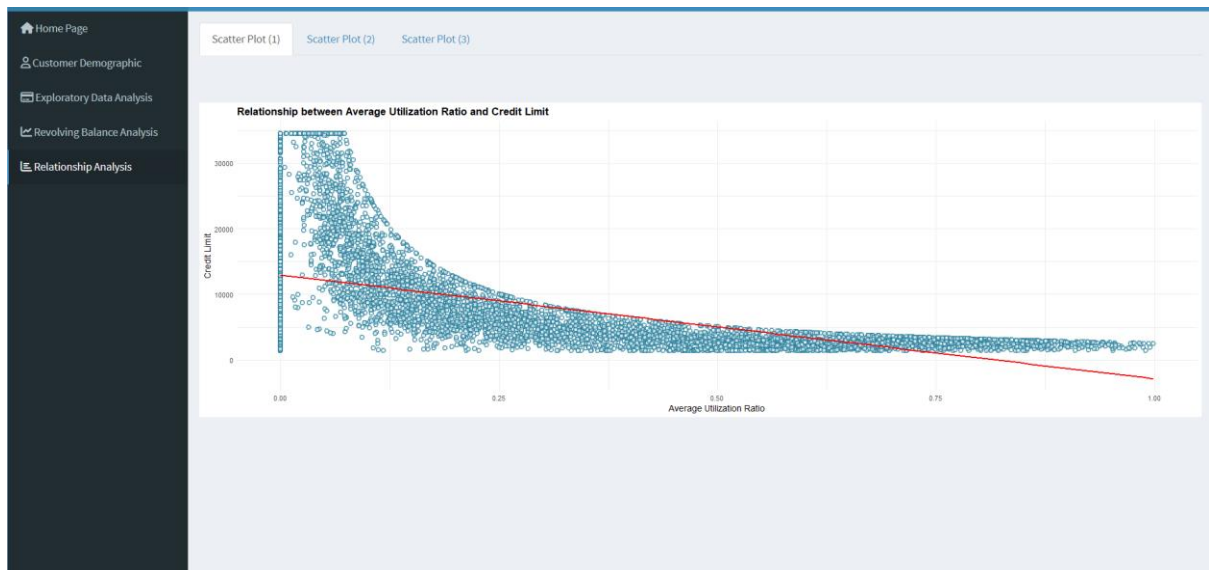 Home Page
Customer Demographic
Exploratory Data Analysis
Revolving Balance Analysis
Relationship Analysis
Scatter Plot (1) Scatter Plot (2) Scatter Plot (3)
Relationship between Average Utilization Ratio and Credit Limit
Credit Limit
30000
20000
10000
0
0.00 0.25 0.50 0.75 1.00
Average Utilization Ratio